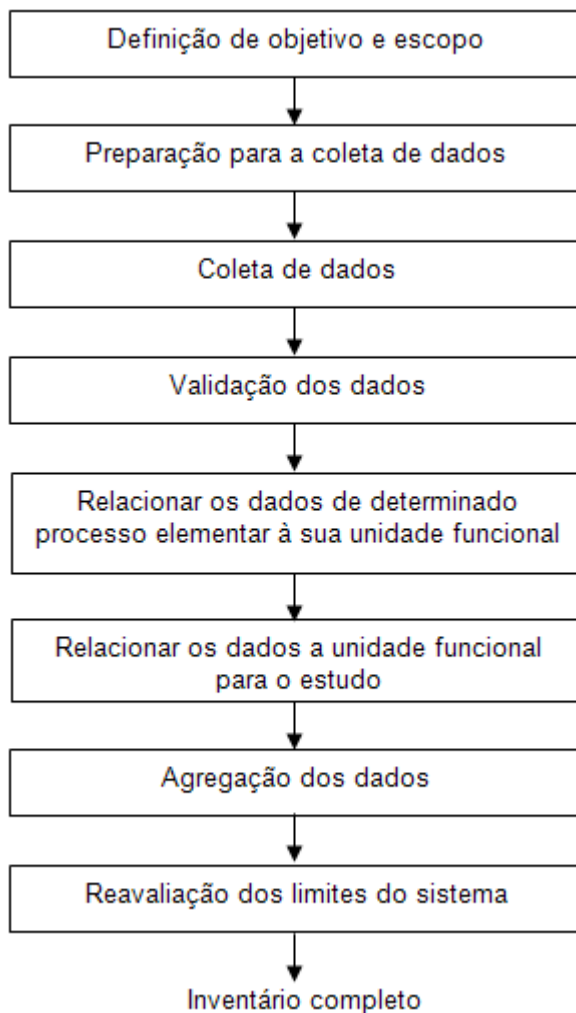 Definição de objetivo e escopo
Preparação para a coleta de dados
Coleta de dados
Validação dos dados
Relacionar os dados de determinado
processo elementar à sua unidade funcional
Relacionar os dados a unidade funcional
para o estudo
Agregação dos dados
Reavaliação dos limites do sistema
Inventário completo